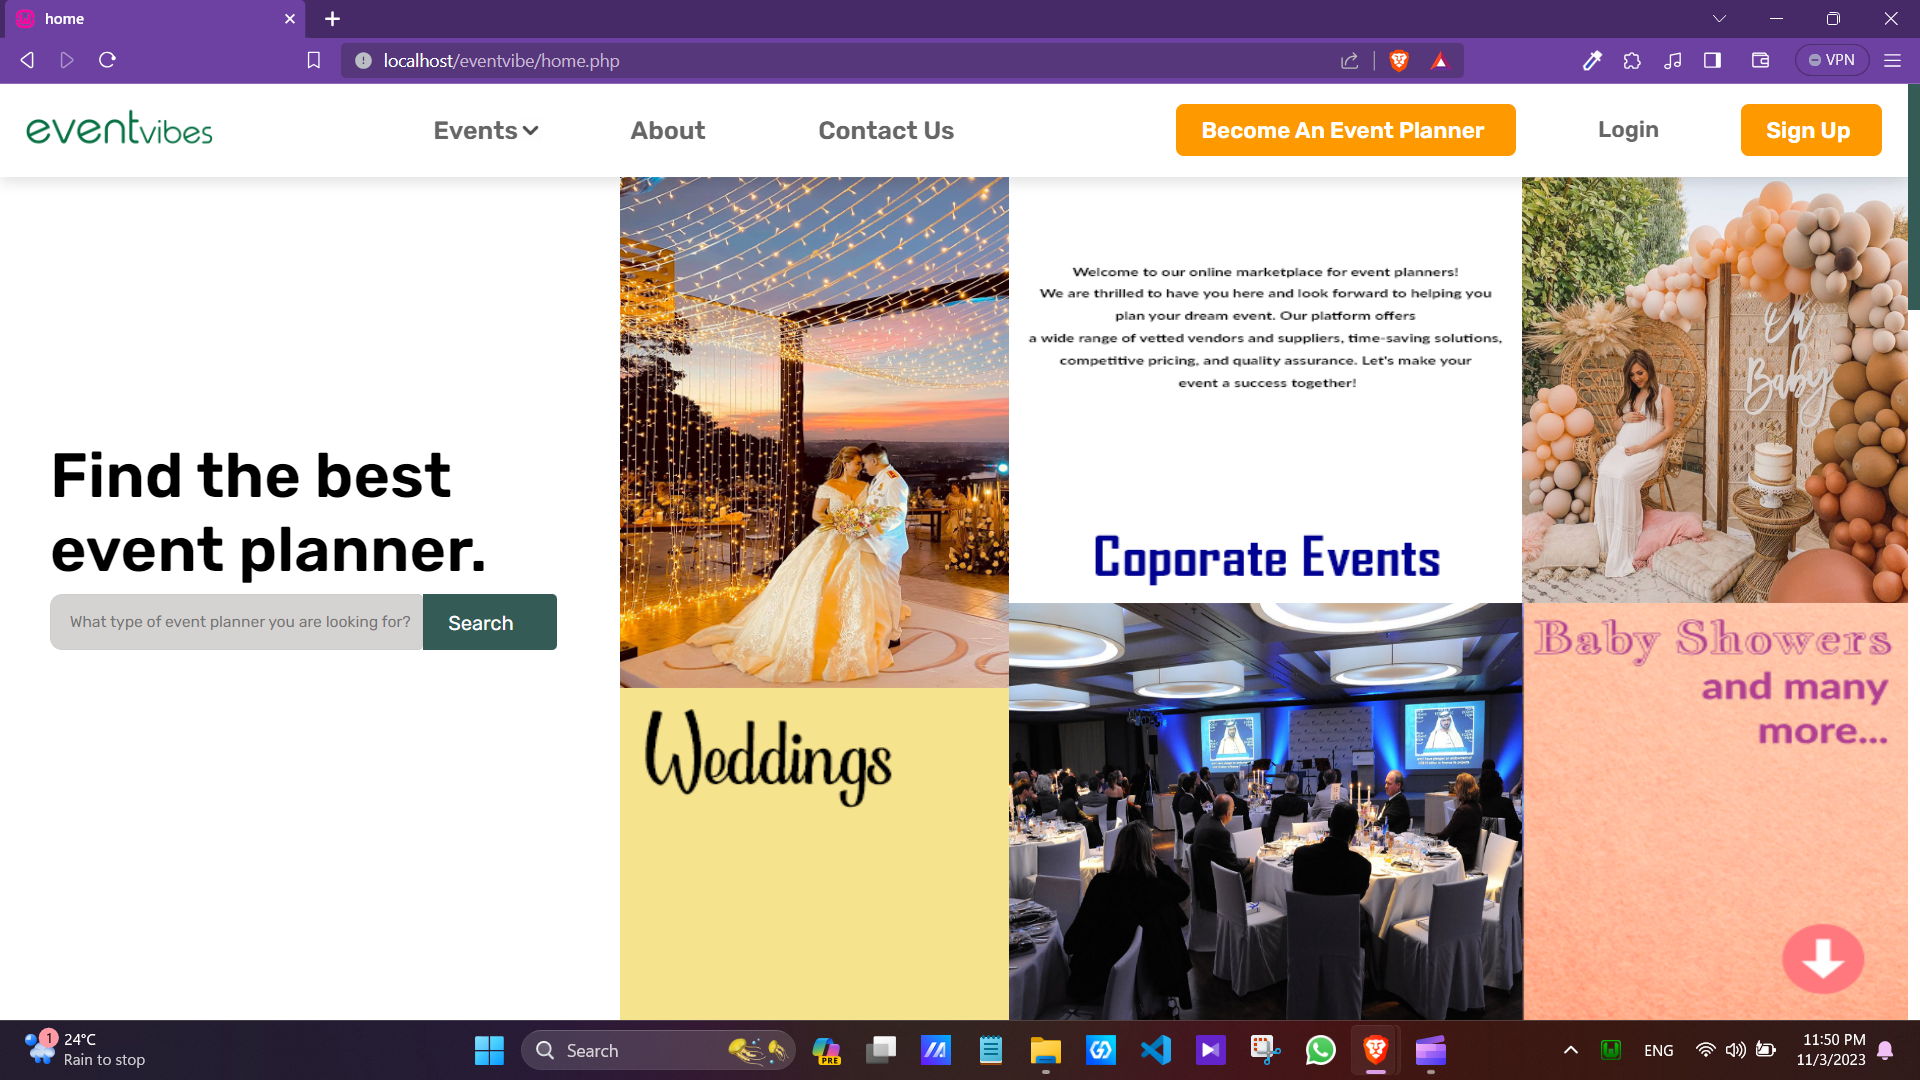 home
localhost/eventvibe/home.php
VPN
eventvibes
Events
About
Contact Us
Become An Event Planner
Login
Sign Up
Find the best
event planner.
What type of event planner you are looking for?
Search
Weddings
Welcome to our online marketplace for event planners!
We are thrilled to have you here and look forward to helping you
plan your dream event. Our platform offers
a wide range of vetted vendors and suppliers, time-saving solutions,
competitive pricing, and quality assurance. Let's make your
event a success together!
Coporate Events
Oh
Baby
Baby Showers
and many
more...
1
24°C
Rain to stop
Search
PRE
ENG
11:50 PM
11/3/2023